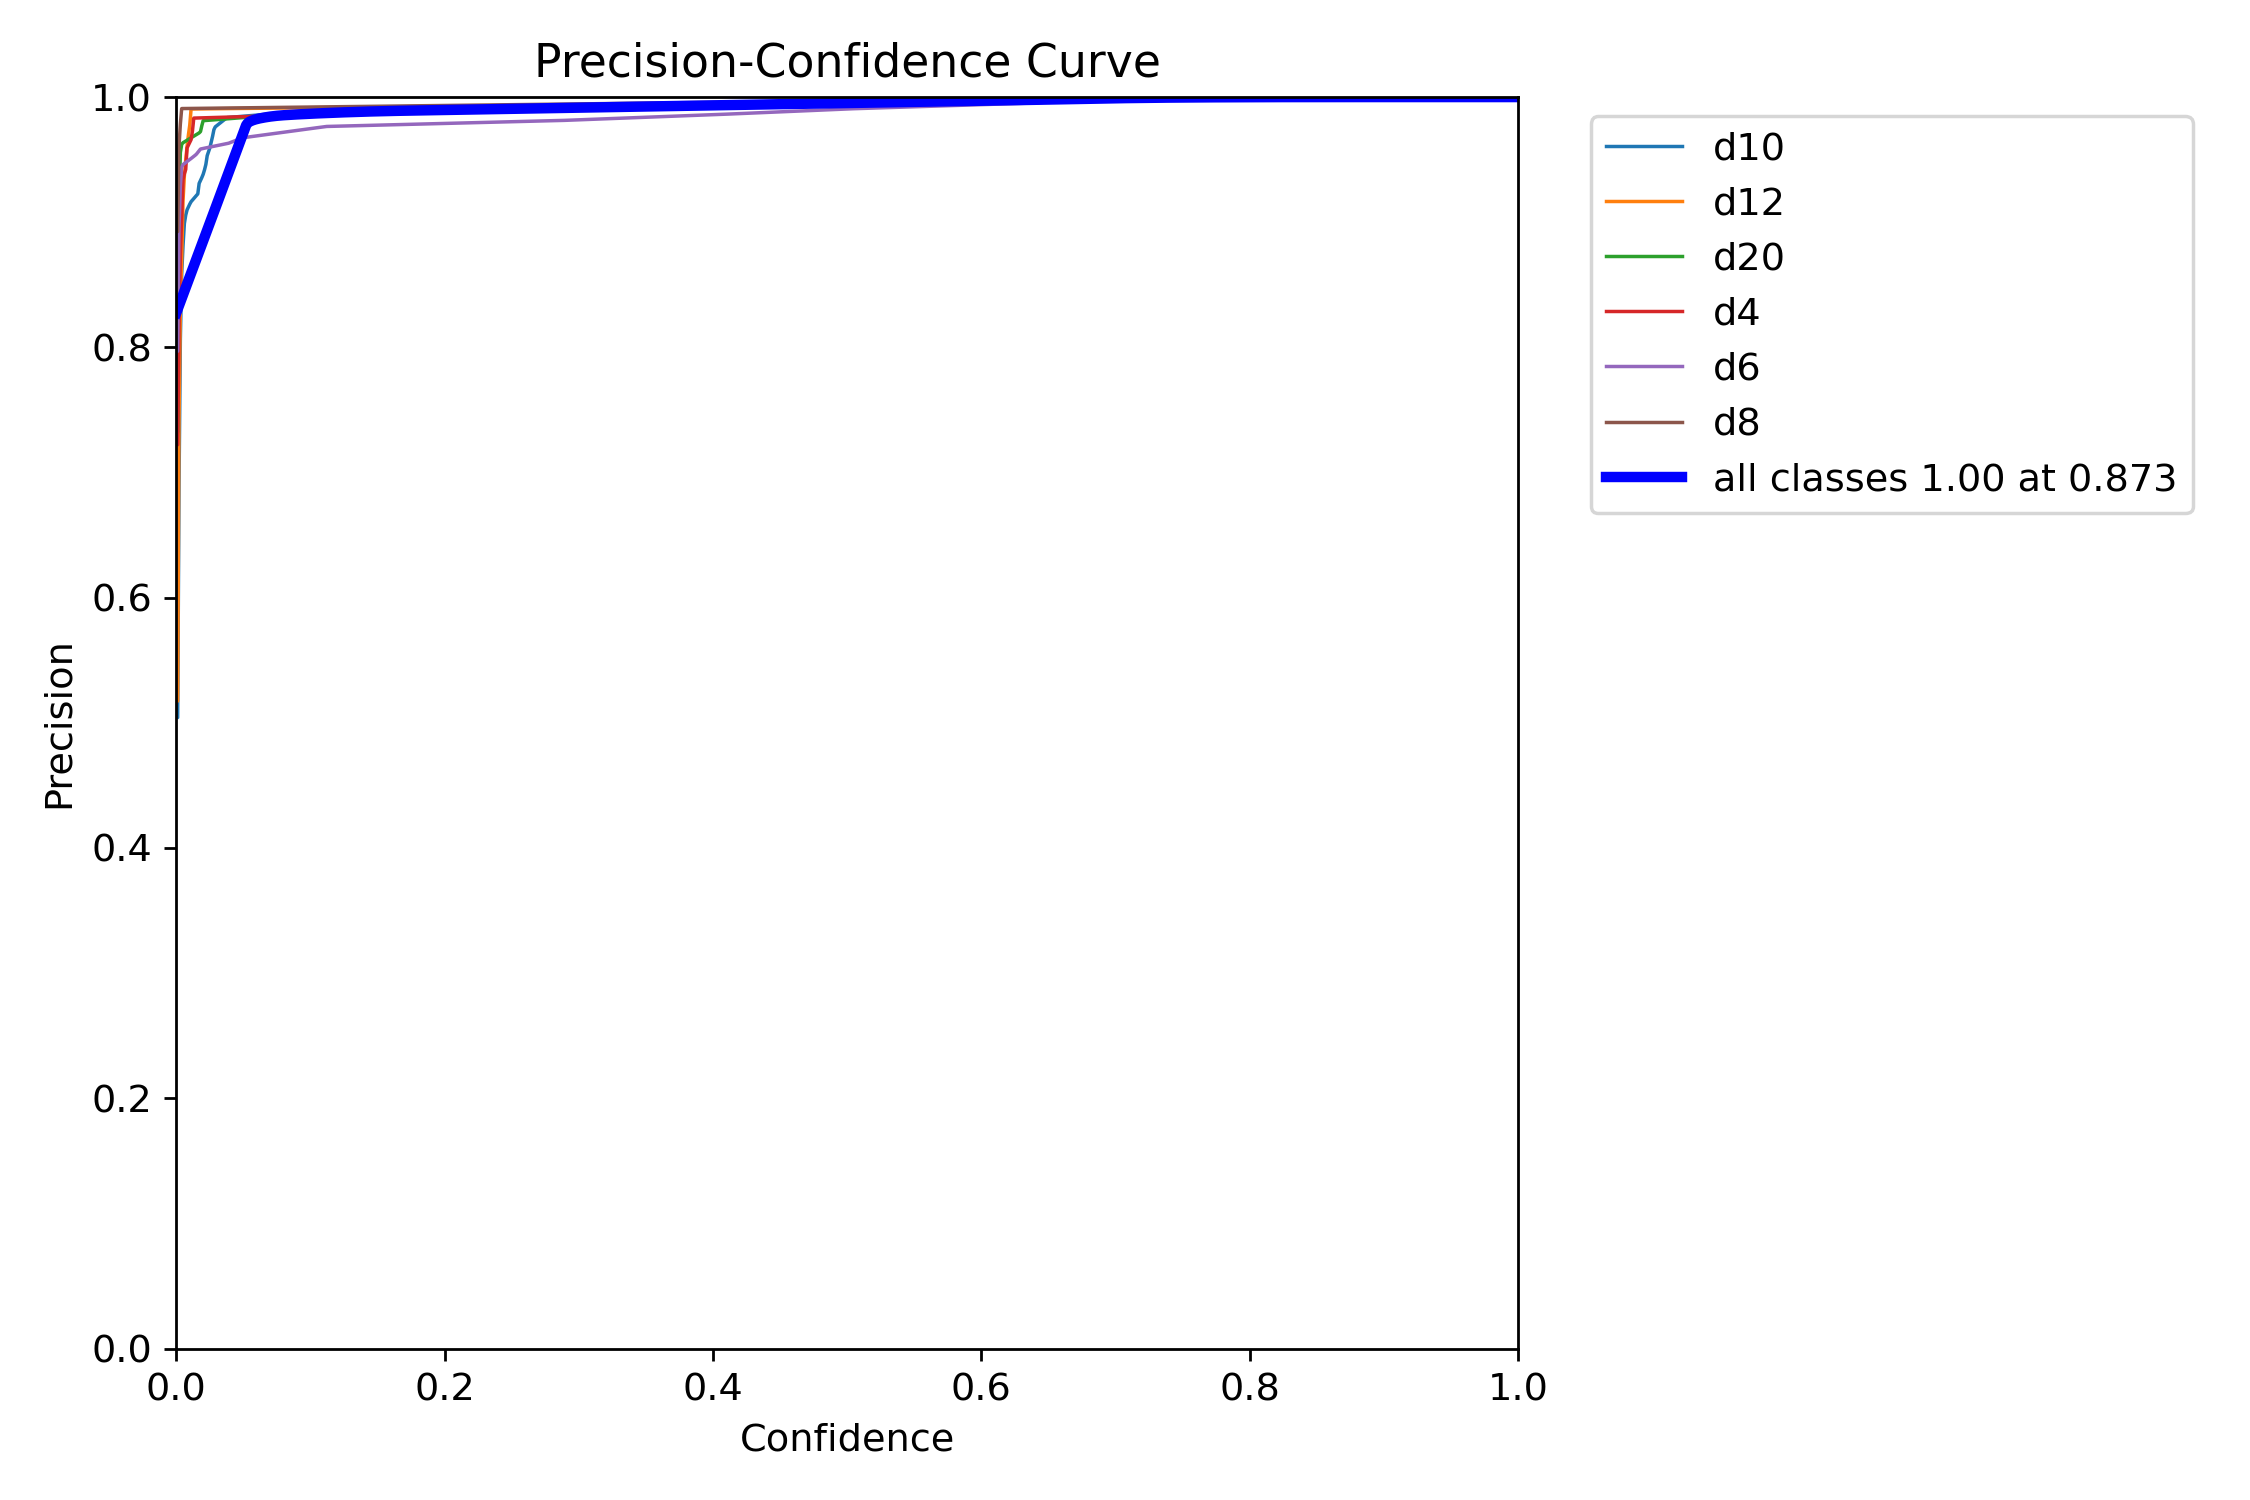 Precision-Confidence Curve
1.0
0.8
0.6
0.4
0.2
0.0
Precision
0.0 0.2 0.4 0.6 0.8 1.0
Confidence
d10
d12
d20
d4
d6
d8
all classes 1.00 at 0.873